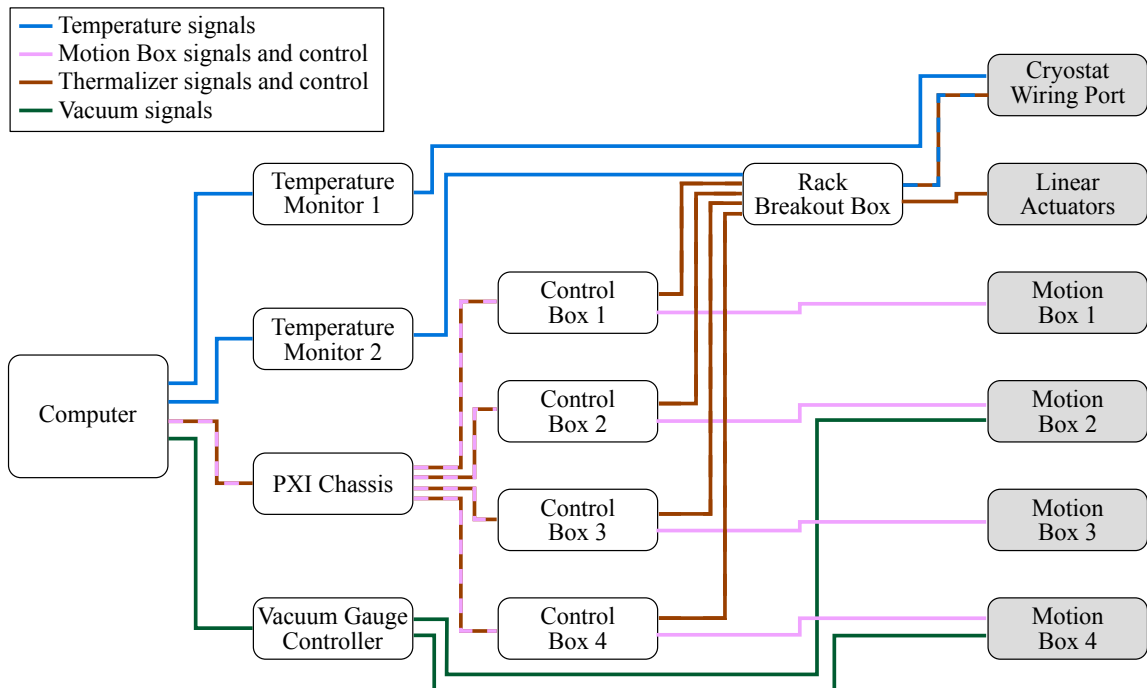 Temperature signals
Motion Box signals and control
Thermalizer signals and control
Vacuum signals
Cryostat
Wiring Port
Temperature
Monitor 1
Rack
Breakout Box
Linear
Actuators
Control
Box 1
Motion
Box 1
Temperature
Monitor 2
Computer
Control
Box 2
Motion
Box 2
PXI Chassis
Control
Box 3
Motion
Box 3
Vacuum Gauge
Controller
Control
Box 4
Motion
Box 4